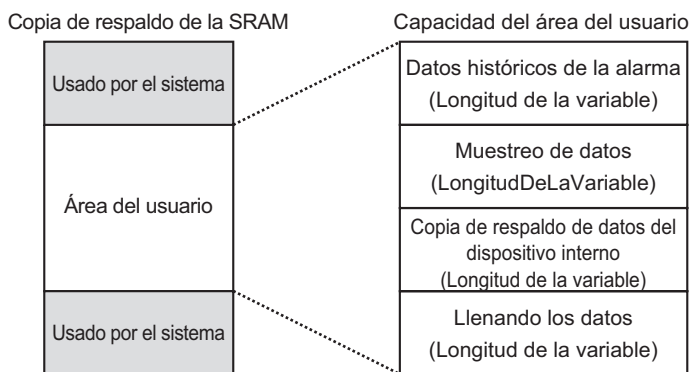 Copia de respaldo de la SRAM
Usado por el sistema
Área del usuario
Usado por el sistema
Capacidad del área del usuario
Datos históricos de la alarma
(Longitud de la variable)
Muestreo de datos
(LongitudDeLaVariable)
Copia de respaldo de datos del
dispositivo interno
(Longitud de la variable)
Llenando los datos
(Longitud de la variable)